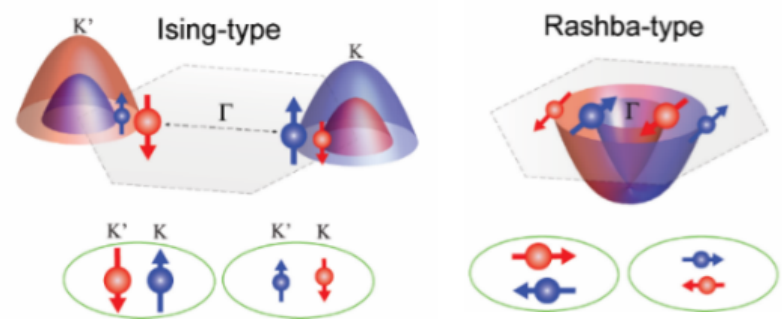 Ising-type
K'
K
Γ
K' K
K' K
Rashba-type
Γ